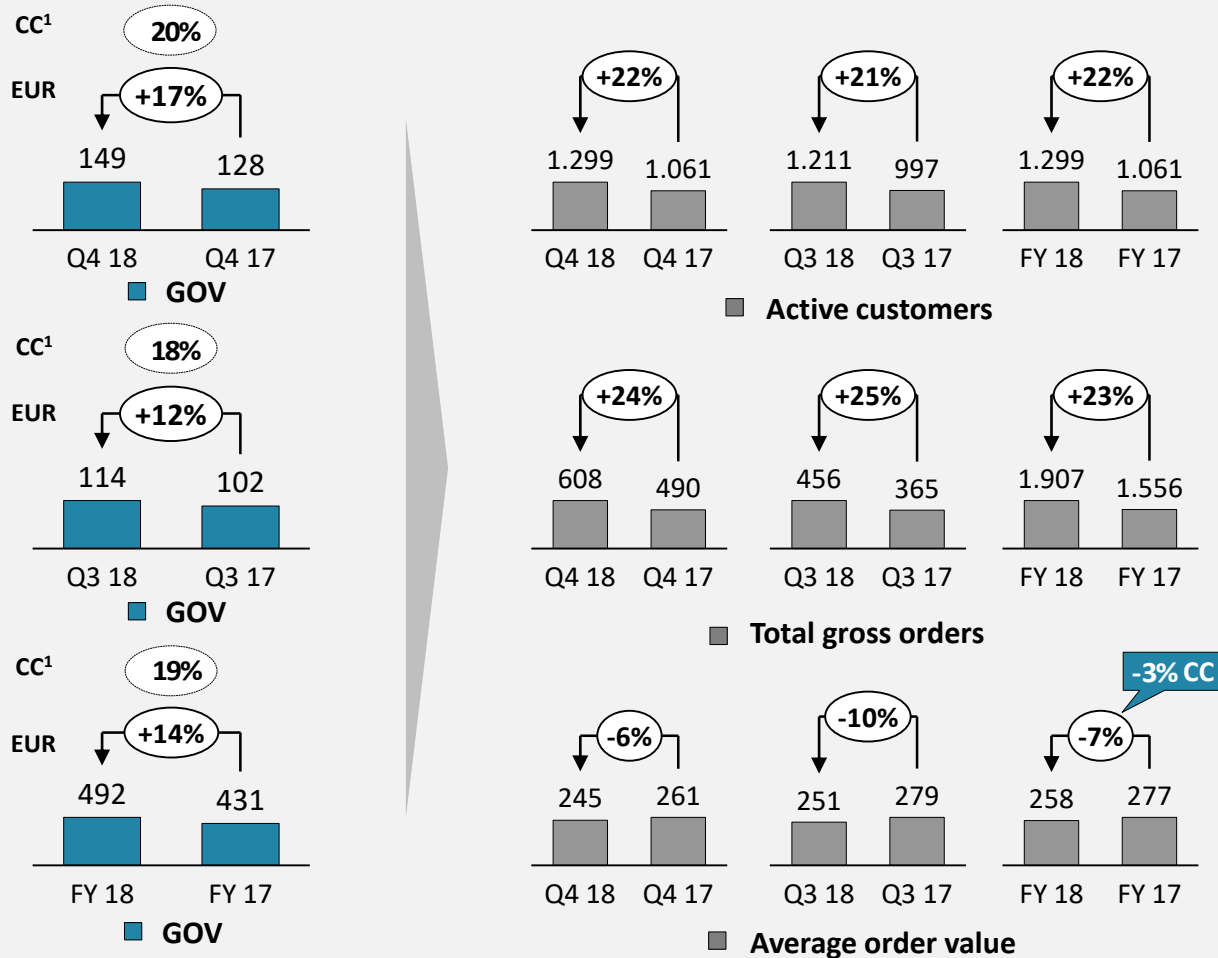 CC¹
20%
EUR
+17%
149
128
Q4 18
Q4 17
GOV
CC¹
18%
EUR
+12%
114
102
Q3 18
Q3 17
GOV
CC¹
19%
EUR
+14%
492
431
FY 18
FY 17
GOV
+22%
+21%
+22%
1.299
1.061
1.211
997
1.299
1.061
Q4 18
Q4 17
Q3 18
Q3 17
FY 18
FY 17
Active customers
+24%
+25%
+23%
608
490
456
365
1.907
1.556
Q4 18
Q4 17
Q3 18
Q3 17
FY 18
FY 17
Total gross orders
-3% CC
-6%
-10%
-7%
245
261
251
279
258
277
Q4 18
Q4 17
Q3 18
Q3 17
FY 18
FY 17
Average order value